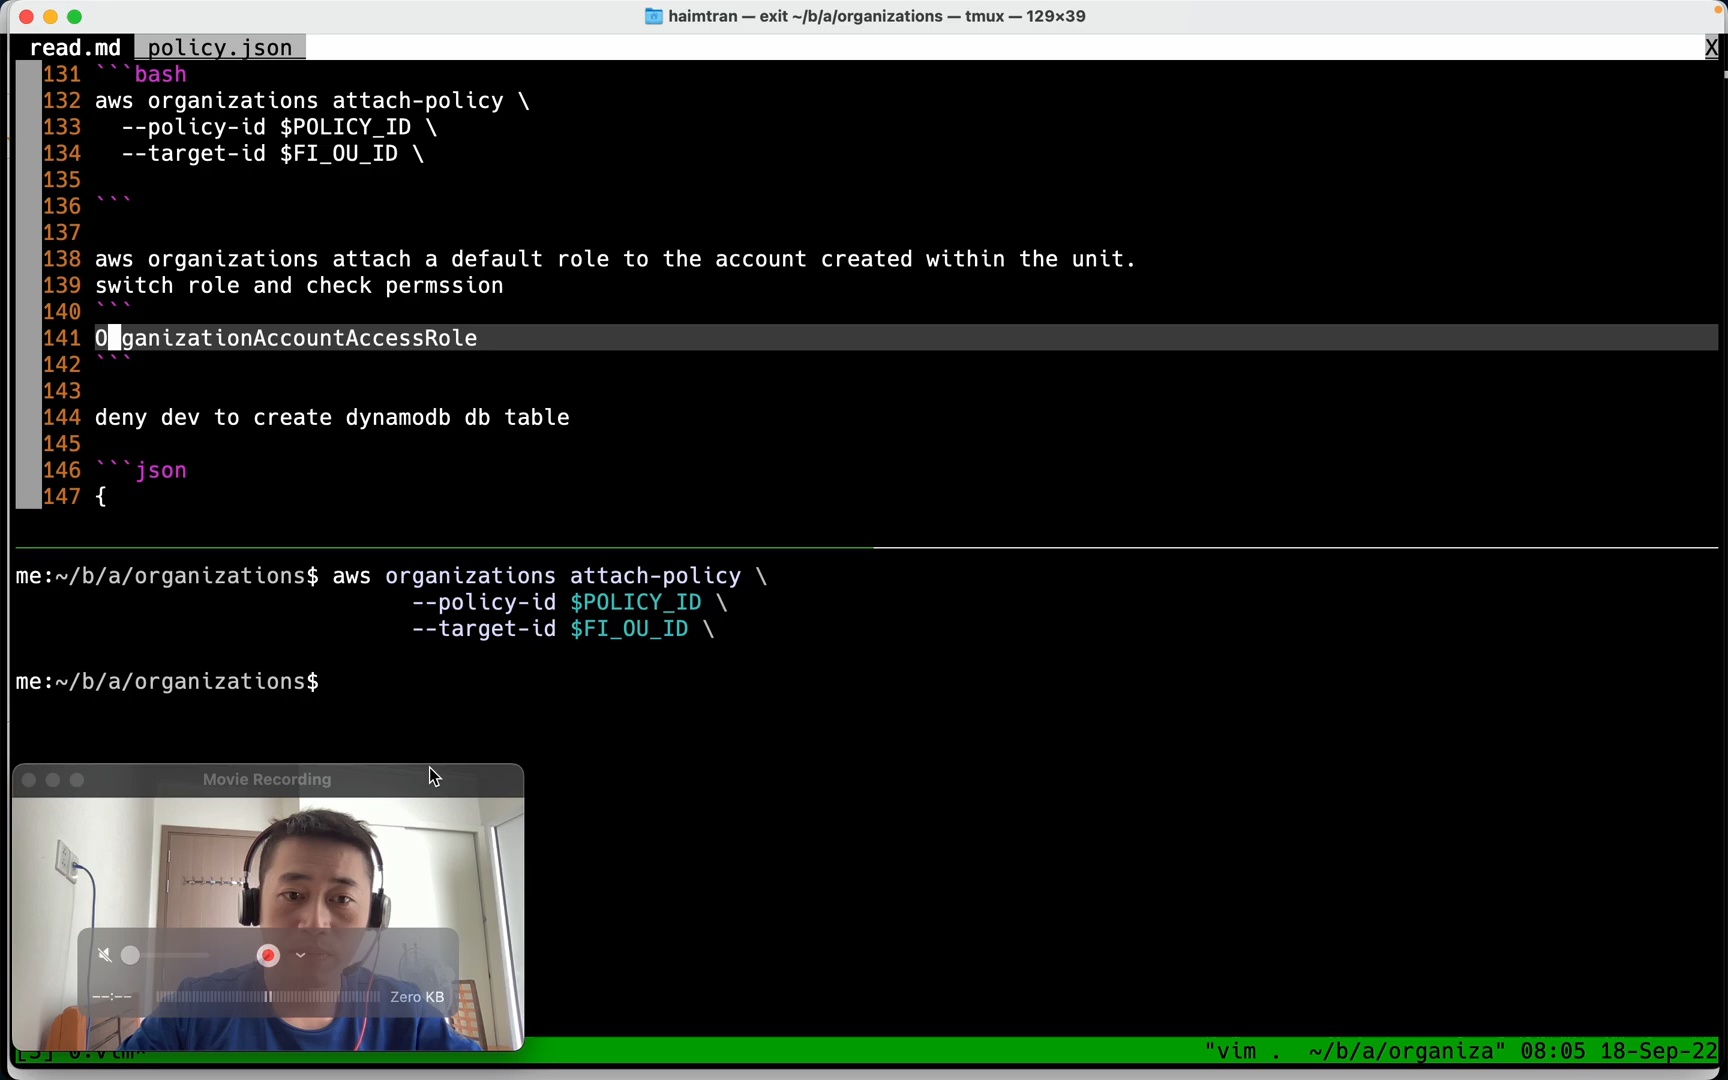 haimtran — exit ~/b/a/organizations — tmux — 129×39
read.md policy.json X
131 ```bash
132 aws organizations attach-policy \
133   --policy-id $POLICY_ID \
134   --target-id $FI_OU_ID \
135
136 ```
137
138 aws organizations attach a default role to the account created within the unit.
139 switch role and check permssion
140 ```
141 OrganizationAccountAccessRole
142 ```
143
144 deny dev to create dynamodb db table
145
146 ```json
147 {
me:~/b/a/organizations$ aws organizations attach-policy \
--policy-id $POLICY_ID \
--target-id $FI_OU_ID \
me:~/b/a/organizations$
Movie Recording
--:--
Zero KB
"vim . ~/b/a/organiza" 08:05 18-Sep-22